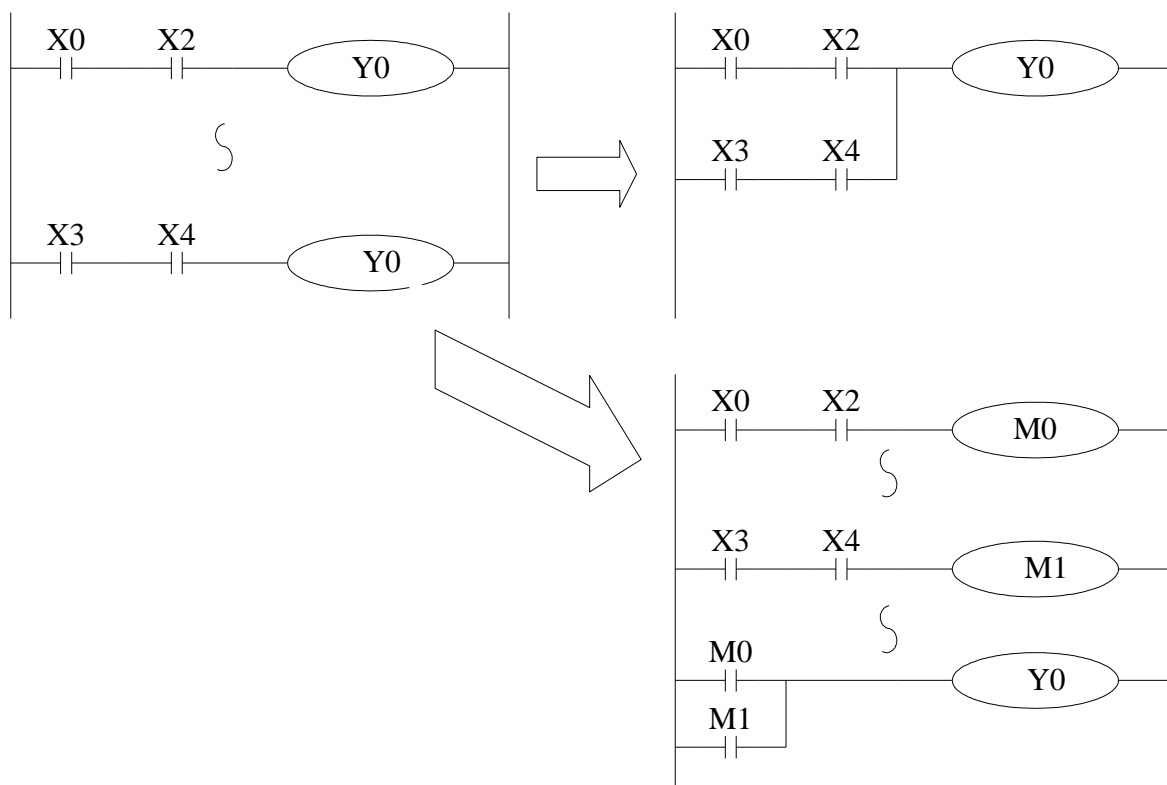 X0 X2 Y0
X3 X4 Y0
X0 X2 Y0
X3 X4
X0 X2 M0
X3 X4 M1
M0 Y0
M1